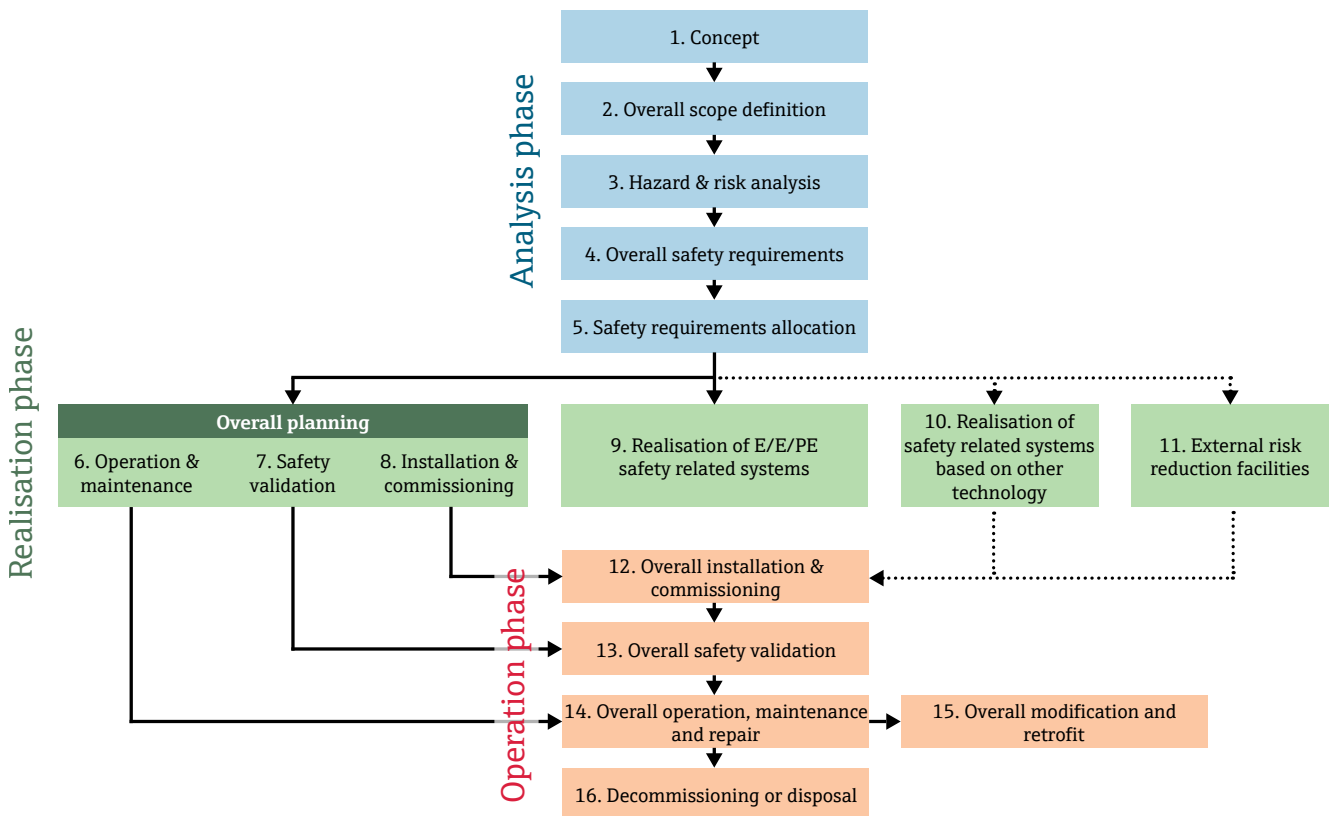 Analysis phase
1. Concept
2. Overall scope definition
3. Hazard & risk analysis
4. Overall safety requirements
5. Safety requirements allocation
Realisation phase
Overall planning
6. Operation &
maintenance
7. Safety
validation
8. Installation &
commissioning
9. Realisation of E/E/PE
safety related systems
10. Realisation of
safety related systems
based on other
technology
11. External risk
reduction facilities
Operation phase
12. Overall installation &
commissioning
13. Overall safety validation
14. Overall operation, maintenance
and repair
15. Overall modification and
retrofit
16. Decommissioning or disposal